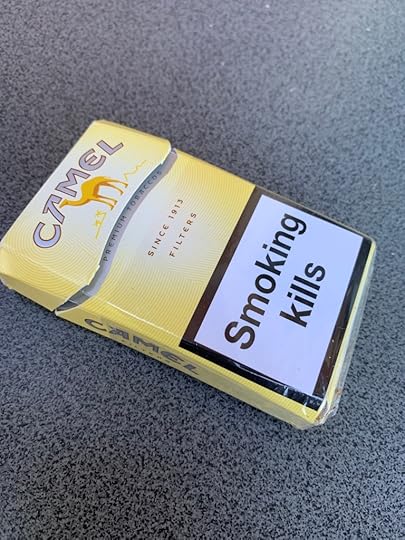 CAMEL
PREMIUM TOBACCOS
SINCE 1913
FILTERS
Smoking
kills
CAMEL